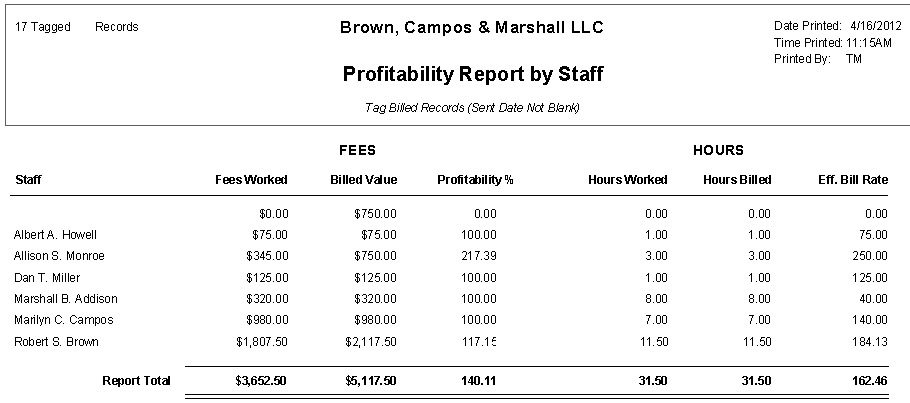 17 Tagged Records
Brown, Campos & Marshall LLC
Date Printed: 4/16/2012
Time Printed: 11:15AM
Printed By: TM
Profitability Report by Staff
Tag Billed Records (Sent Date Not Blank)
FEES HOURS
Staff Fees Worked Billed Value Profitability % Hours Worked Hours Billed Eff. Bill Rate
$0.00 $750.00 0.00 0.00 0.00 0.00
Albert A. Howell $75.00 $75.00 100.00 1.00 1.00 75.00
Allison S. Monroe $345.00 $750.00 217.39 3.00 3.00 250.00
Dan T. Miller $125.00 $125.00 100.00 1.00 1.00 125.00
Marshall B. Addison $320.00 $320.00 100.00 8.00 8.00 40.00
Marilyn C. Campos $980.00 $980.00 100.00 7.00 7.00 140.00
Robert S. Brown $1,807.50 $2,117.50 117.15 11.50 11.50 184.13
Report Total $3,652.50 $5,117.50 140.11 31.50 31.50 162.46